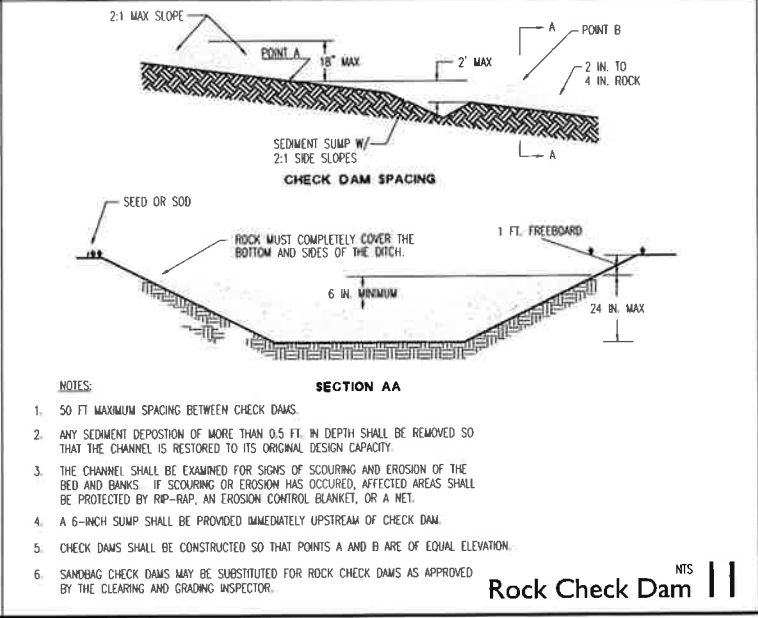 2:1 MAX SLOPE
POINT A
18" MAX
2' MAX
A
POINT B
2 IN. TO
4 IN. ROCK
SEDIMENT SUMP W/
2:1 SIDE SLOPES
A
CHECK DAM SPACING
SEED OR SOD
ROCK MUST COMPLETELY COVER THE
BOTTOM AND SIDES OF THE DITCH.
1 FT. FREEBOARD
6 IN. MINIMUM
24 IN. MAX
NOTES:
SECTION AA
1. 50 FT MAXIMUM SPACING BETWEEN CHECK DAMS.
2. ANY SEDIMENT DEPOSTION OF MORE THAN 0.5 FT. IN DEPTH SHALL BE REMOVED SO
THAT THE CHANNEL IS RESTORED TO ITS ORIGINAL DESIGN CAPACITY.
3. THE CHANNEL SHALL BE EXAMINED FOR SIGNS OF SCOURING AND EROSION OF THE
BED AND BANKS. IF SCOURING OR EROSION HAS OCCURED, AFFECTED AREAS SHALL
BE PROTECTED BY RIP-RAP, AN EROSION CONTROL BLANKET, OR A NET.
4. A 6-INCH SUMP SHALL BE PROVIDED IMMEDIATELY UPSTREAM OF CHECK DAM.
5. CHECK DAMS SHALL BE CONSTRUCTED SO THAT POINTS A AND B ARE OF EQUAL ELEVATION.
6. SANDBAG CHECK DAMS MAY BE SUBSTITUTED FOR ROCK CHECK DAMS AS APPROVED
BY THE CLEARING AND GRADING INSPECTOR.
NTS
Rock Check Dam 11